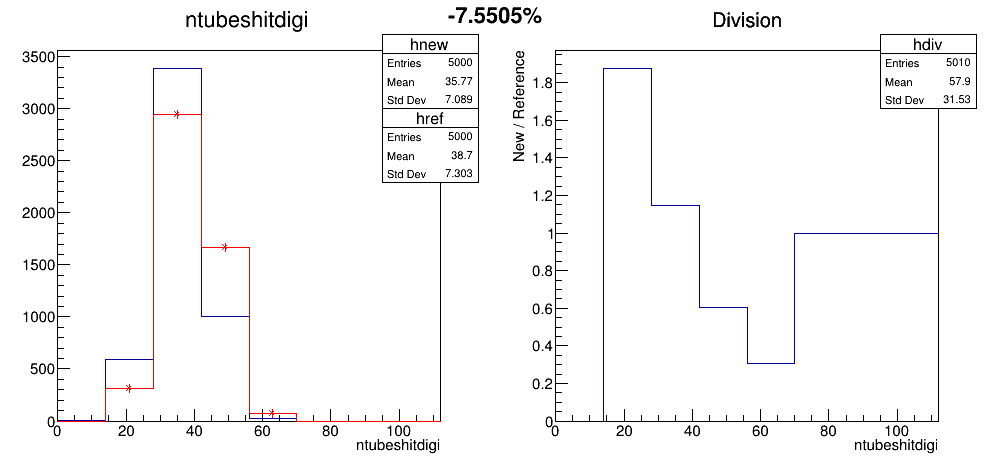 -7.5505%
ntubeshitdigi
hnew
Entries 5000
Mean 35.77
Std Dev 7.089
href
Entries 5000
Mean 38.7
Std Dev 7.303
3500
3000
2500
2000
1500
1000
500
0
0 20 40 60 80 100
ntubeshitdigi
Division
hdiv
Entries 5010
Mean 57.9
Std Dev 31.53
New / Reference
1.8
1.6
1.4
1.2
1
0.8
0.6
0.4
0.2
0
0 20 40 60 80 100
ntubeshitdigi